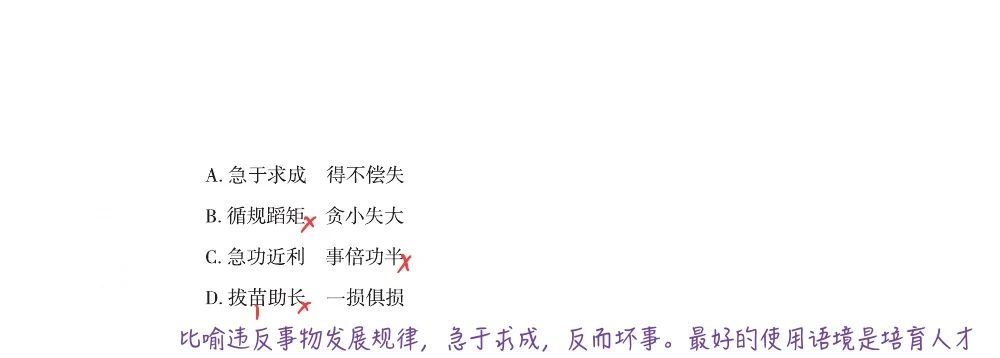 A. 急于求成 得不偿失
B. 循规蹈矩 贪小失大
C. 急功近利 事倍功半
D. 拔苗助长 一损俱损
比喻违反事物发展规律，急于求成，反而坏事。最好的使用语境是培育人才